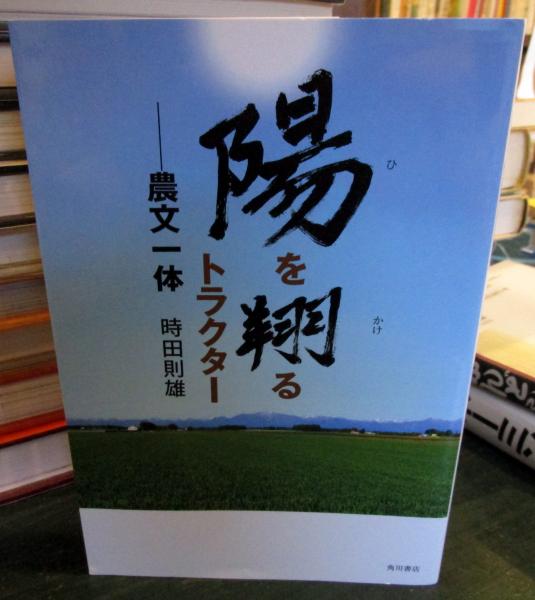 陽を翔る
ひ
かけ
トラクター
──農文一体
時田則雄
角川書店